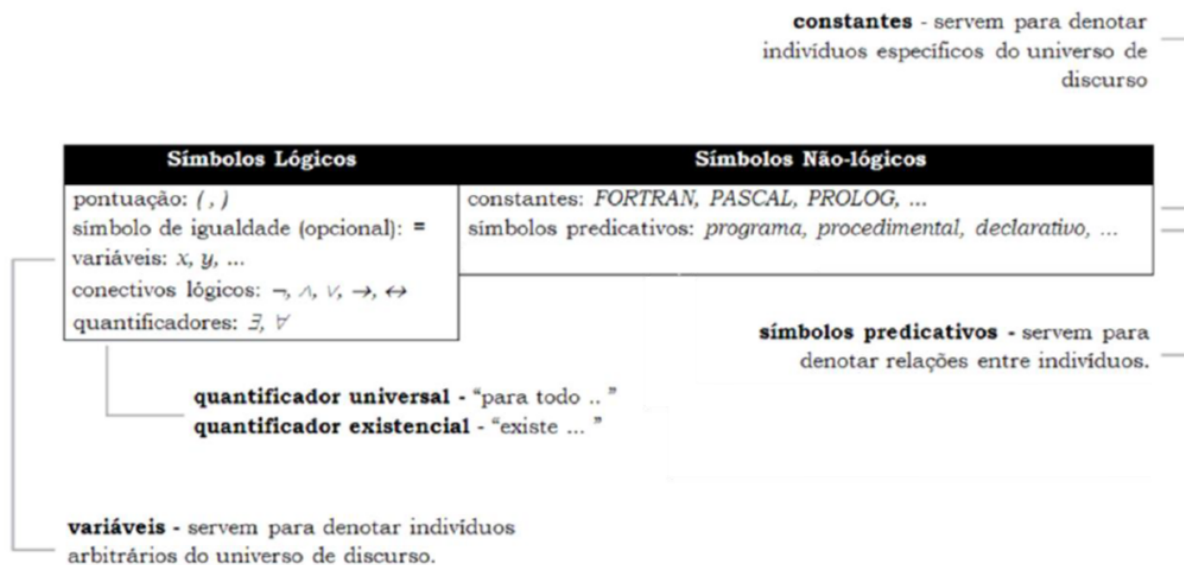 constantes - servem para denotar
indivíduos específicos do universo de
discurso
Símbolos Lógicos
Símbolos Não-lógicos
pontuação: ( , )
símbolo de igualdade (opcional): =
variáveis: x, y, ...
conectivos lógicos: ¬, ∧, ∨, →, ↔
quantificadores: ∃, ∀
constantes: FORTRAN, PASCAL, PROLOG, ...
símbolos predicativos: programa, procedimental, declarativo, ...
símbolos predicativos - servem para
denotar relações entre indivíduos.
quantificador universal - “para todo .. ”
quantificador existencial - “existe ... ”
variáveis - servem para denotar indivíduos
arbitrários do universo de discurso.